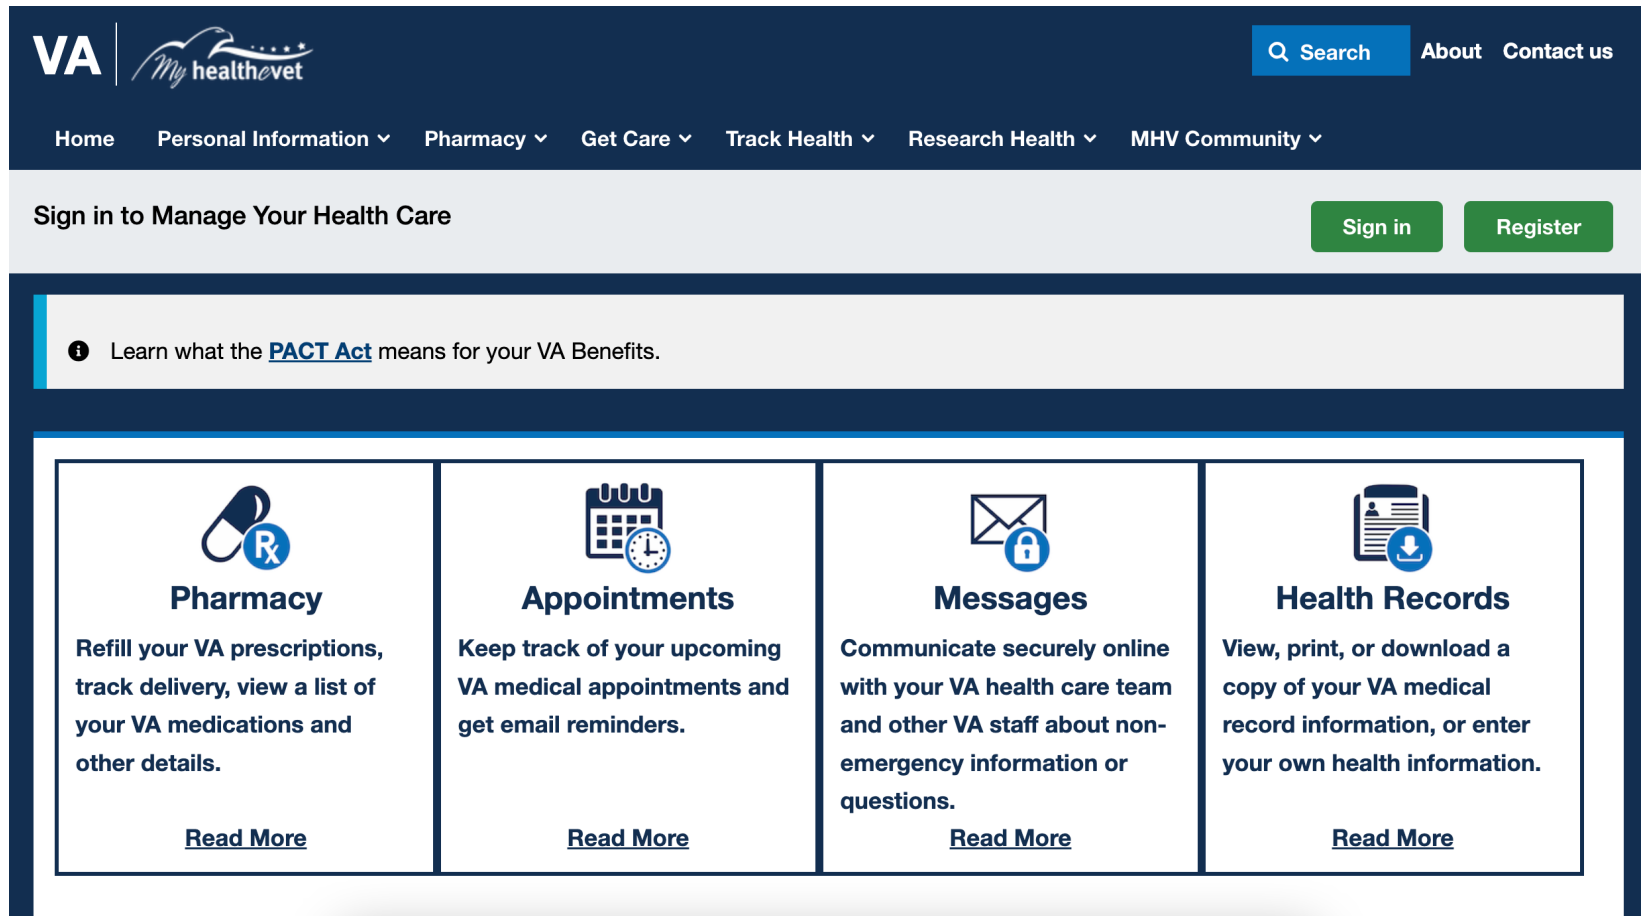 VA
My healthevet
Search
About
Contact us
Home
Personal Information
Pharmacy
Get Care
Track Health
Research Health
MHV Community
Sign in to Manage Your Health Care
Sign in
Register
Learn what the PACT Act means for your VA Benefits.
Rx
Pharmacy
Refill your VA prescriptions,
track delivery, view a list of
your VA medications and
other details.
Read More
Appointments
Keep track of your upcoming
VA medical appointments and
get email reminders.
Read More
Messages
Communicate securely online
with your VA health care team
and other VA staff about non-
emergency information or
questions.
Read More
Health Records
View, print, or download a
copy of your VA medical
record information, or enter
your own health information.
Read More